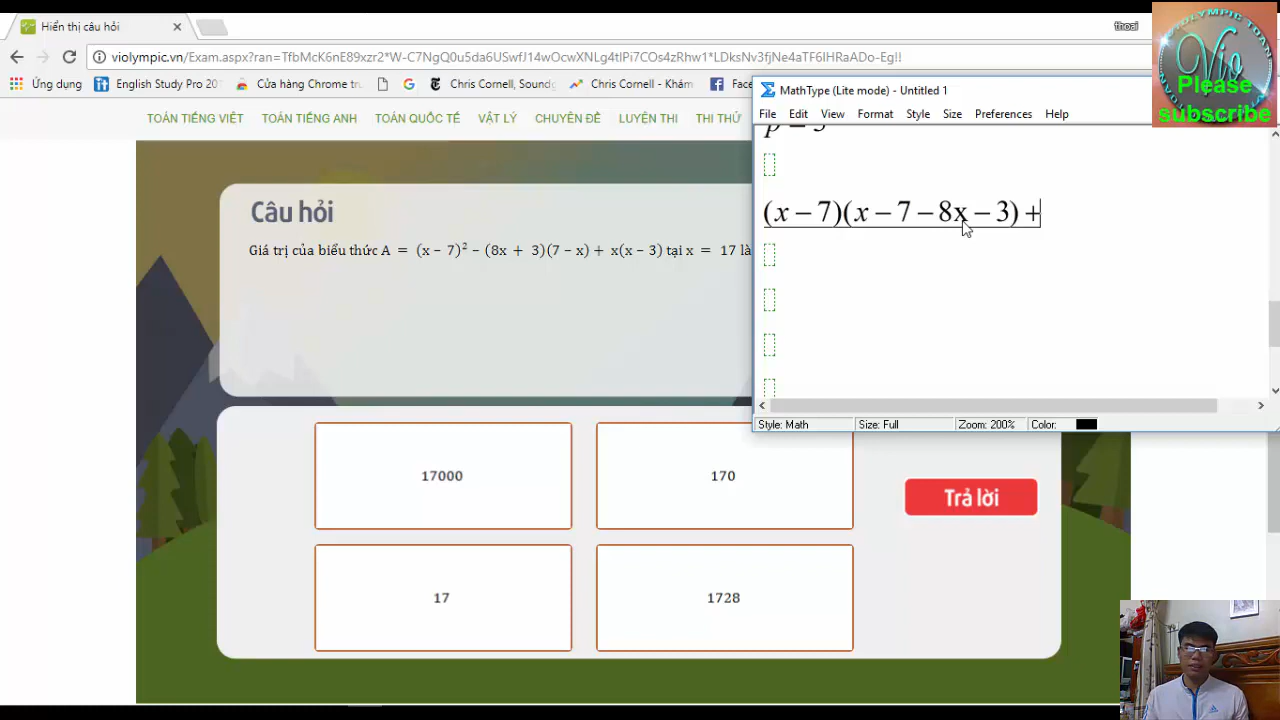 Hiển thị câu hỏi
thoai
violympic.vn/Exam.aspx?ran=TfbMcK6nE89xzr2*W-C7NgQ0u5da6USwfJ14wOcwXNLg4tIPi7COs4zRhw1*LDksNv3fjNe4aTF6IHRaADo-Eg!!
Ứng dụng
English Study Pro 20
Cửa hàng Chrome tr
Chris Cornell, Sound
Chris Cornell - Khám
Face
Please
subscribe
TOÁN TIẾNG VIỆT TOÁN TIẾNG ANH TOÁN QUỐC TẾ VẬT LÝ CHUYÊN ĐỀ LUYỆN THI THI THỬ
MathType (Lite mode) - Untitled 1
File Edit View Format Style Size Preferences Help
(x − 7)(x − 7 − 8x − 3) +
Style: Math Size: Full Zoom: 200% Color:
Câu hỏi
Giá trị của biểu thức A = (x − 7)² − (8x + 3)(7 − x) + x(x − 3) tại x = 17 là
17000
170
17
1728
Trả lời